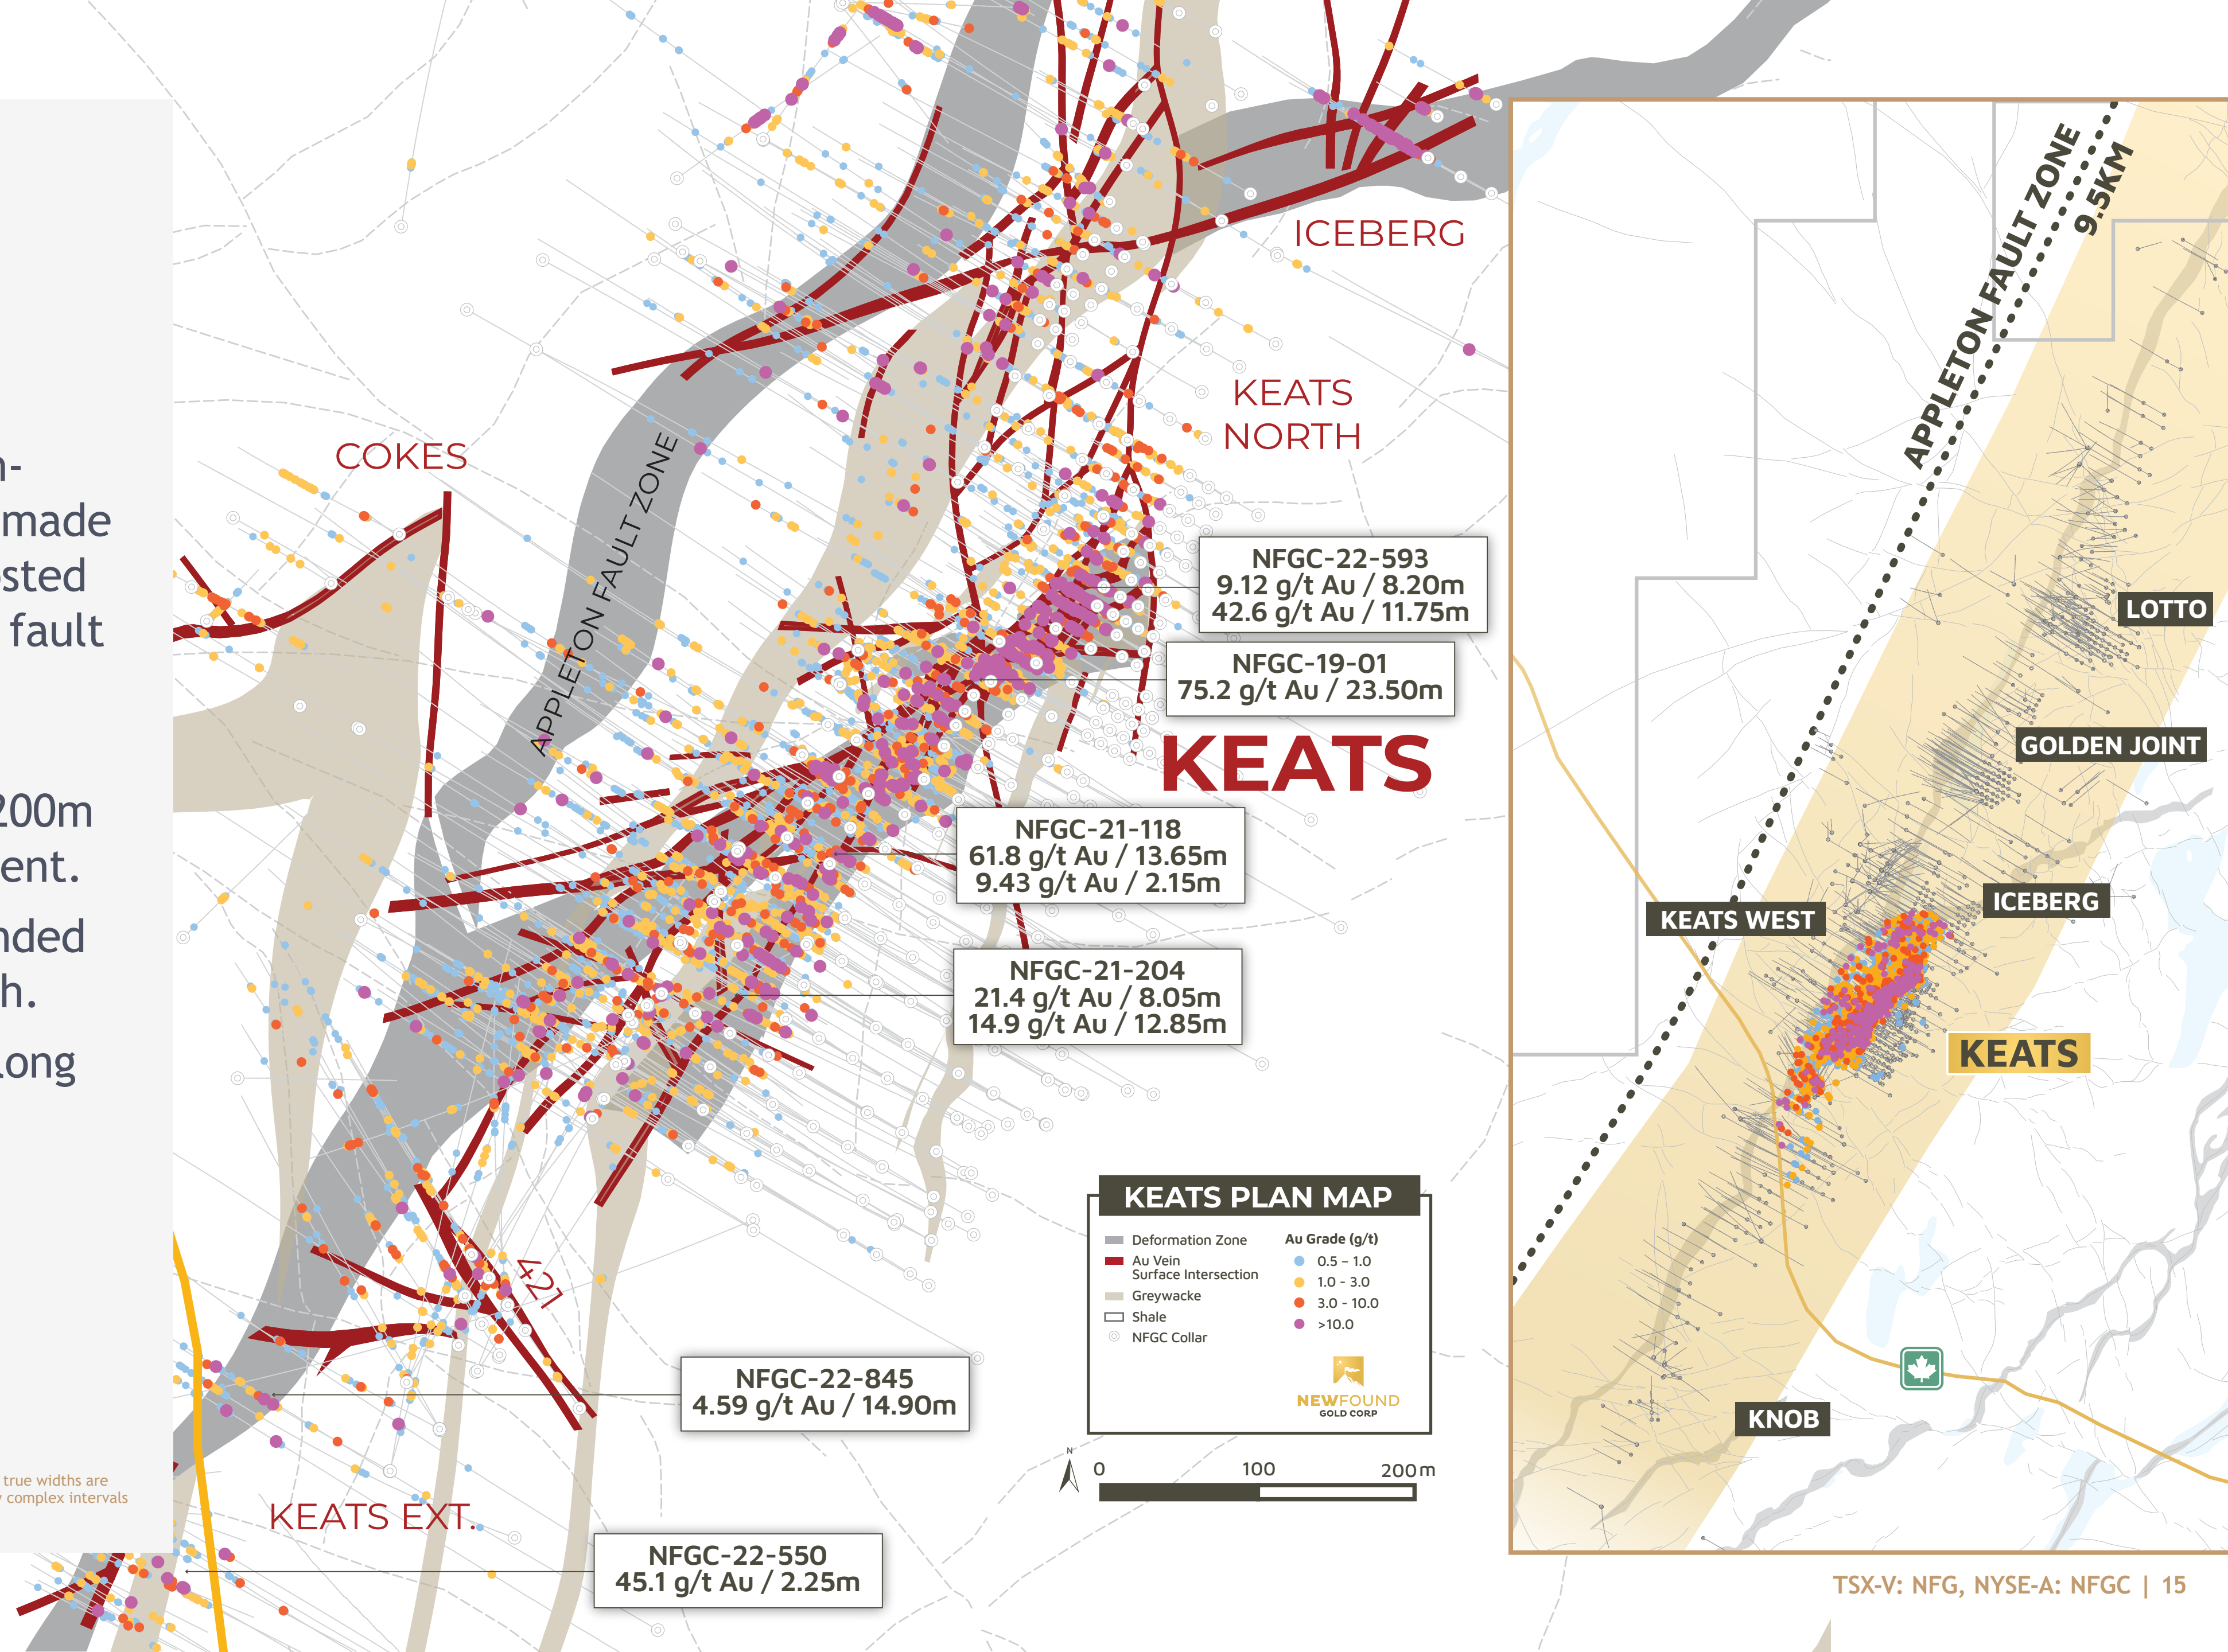 n-
made
osted
fault
200m
ent.
nded
h.
long
true widths are
complex intervals
COKES
APPLETON FAULT ZONE
ICEBERG
KEATS
NORTH
NFGC-22-593
9.12 g/t Au / 8.20m
42.6 g/t Au / 11.75m
NFGC-19-01
75.2 g/t Au / 23.50m
KEATS
NFGC-21-118
61.8 g/t Au / 13.65m
9.43 g/t Au / 2.15m
NFGC-21-204
21.4 g/t Au / 8.05m
14.9 g/t Au / 12.85m
421
NFGC-22-845
4.59 g/t Au / 14.90m
KEATS EXT.
NFGC-22-550
45.1 g/t Au / 2.25m
KEATS PLAN MAP
Deformation Zone
Au Vein
Surface Intersection
Greywacke
Shale
NFGC Collar
Au Grade (g/t)
0.5 – 1.0
1.0 - 3.0
3.0 - 10.0
>10.0
NEWFOUND
GOLD CORP
N
0 100 200m
APPLETON FAULT ZONE
9.5KM
LOTTO
GOLDEN JOINT
ICEBERG
KEATS WEST
KEATS
KNOB
TSX-V: NFG, NYSE-A: NFGC | 15